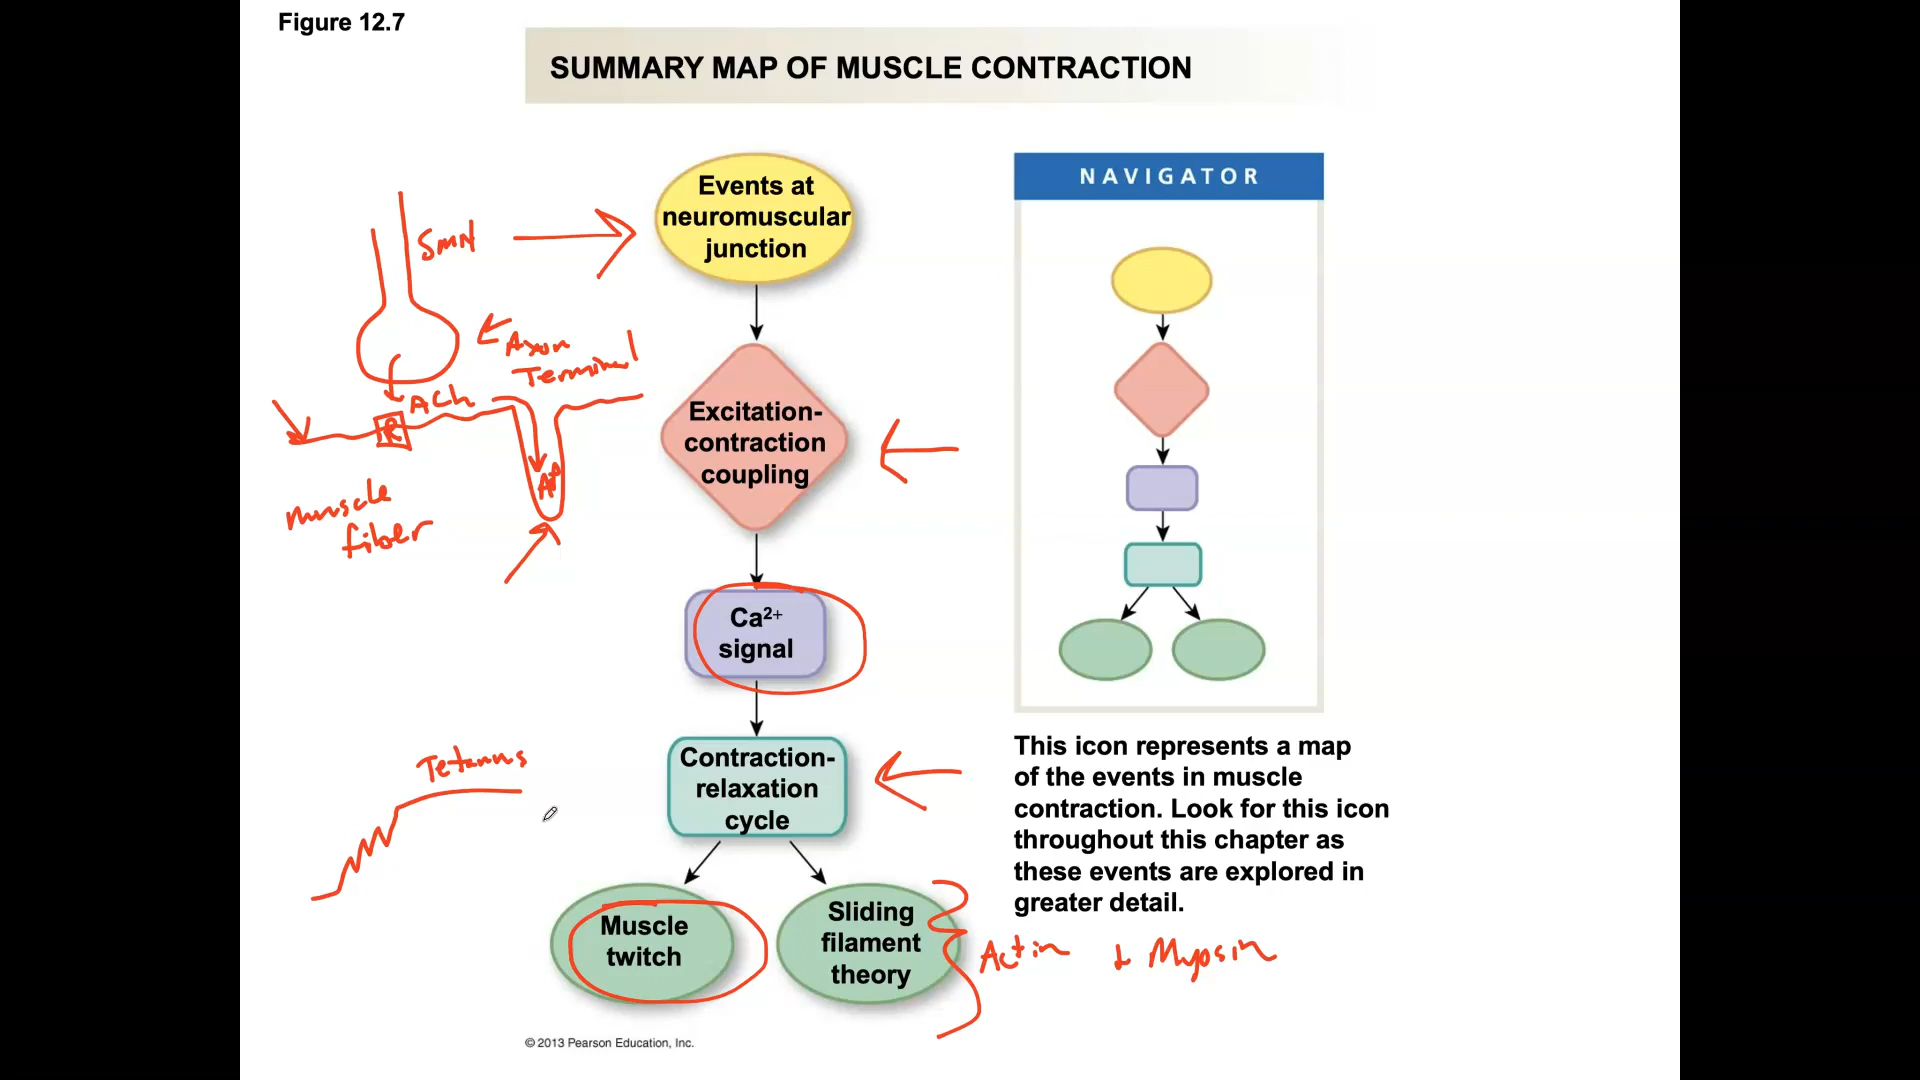 Figure 12.7
SUMMARY MAP OF MUSCLE CONTRACTION
Events at
neuromuscular
junction
SMN
Axon
Terminal
ACh
R
AP
muscle
fiber
Excitation-
contraction
coupling
Ca²⁺
signal
Contraction-
relaxation
cycle
Tetanus
Muscle
twitch
Sliding
filament
theory
Actin + Myosin
NAVIGATOR
This icon represents a map
of the events in muscle
contraction. Look for this icon
throughout this chapter as
these events are explored in
greater detail.
© 2013 Pearson Education, Inc.